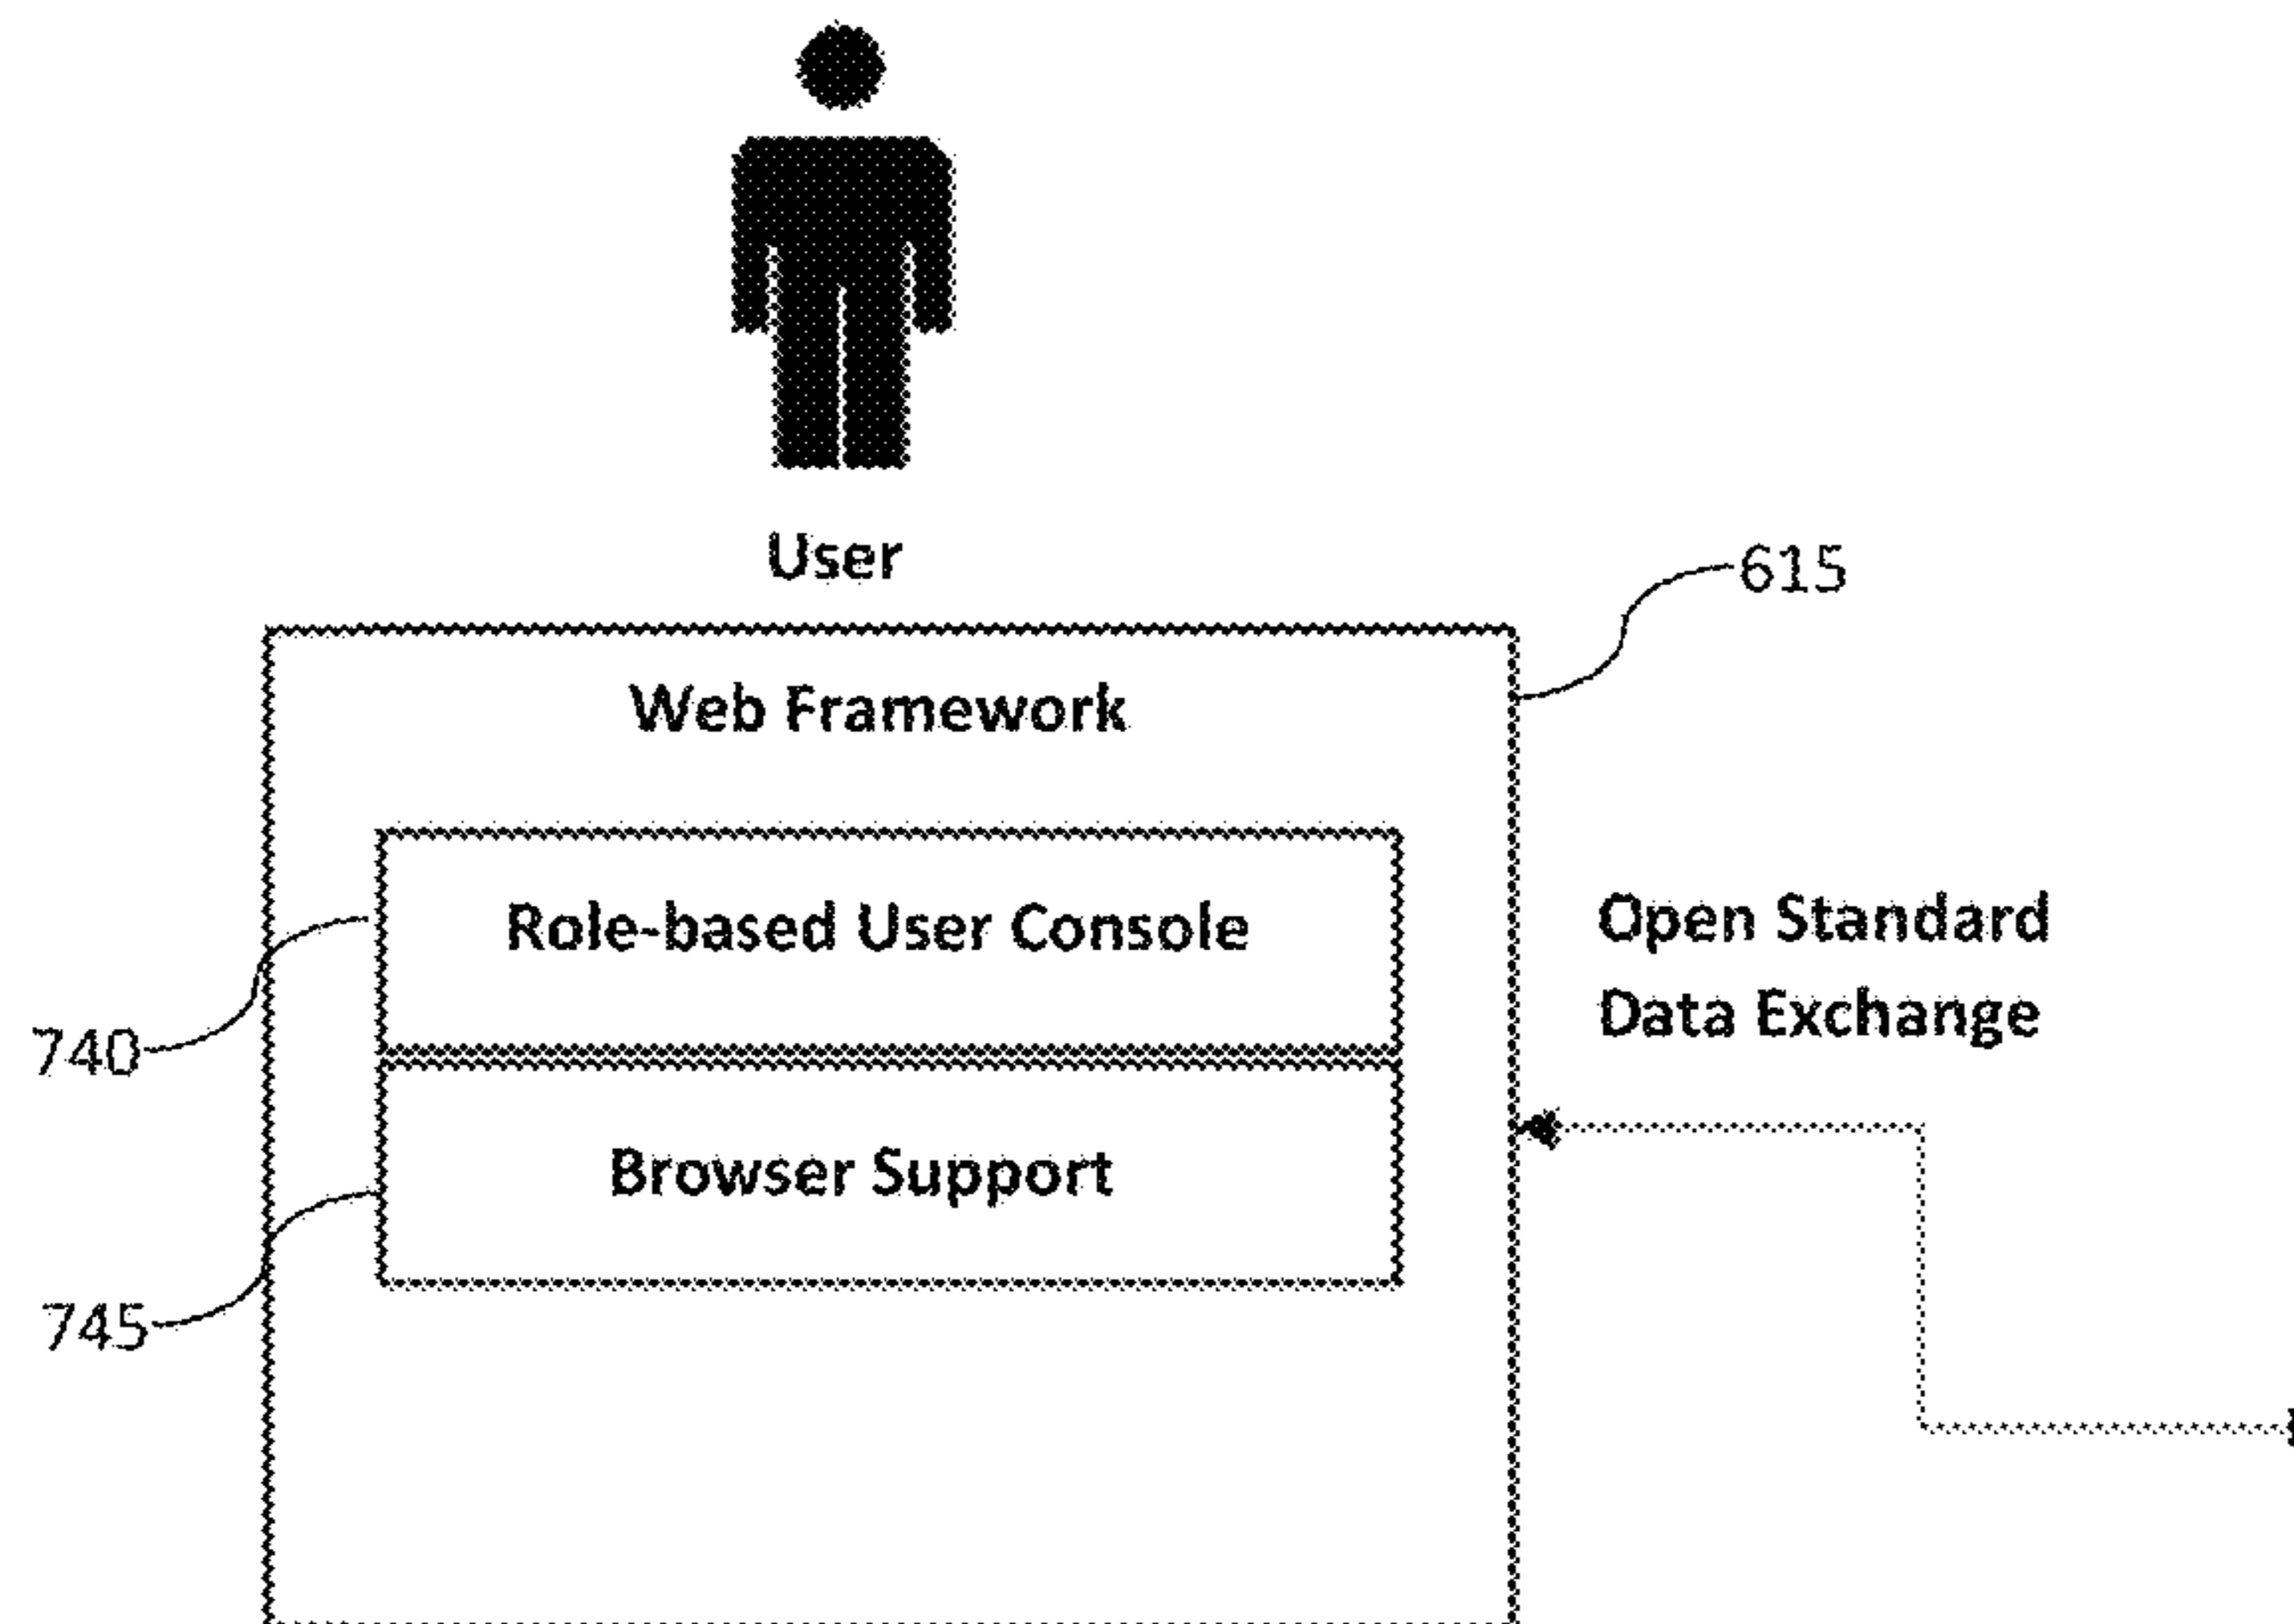 User
615
Web Framework
Role-based User Console
Open Standard
Data Exchange
740
Browser Support
745